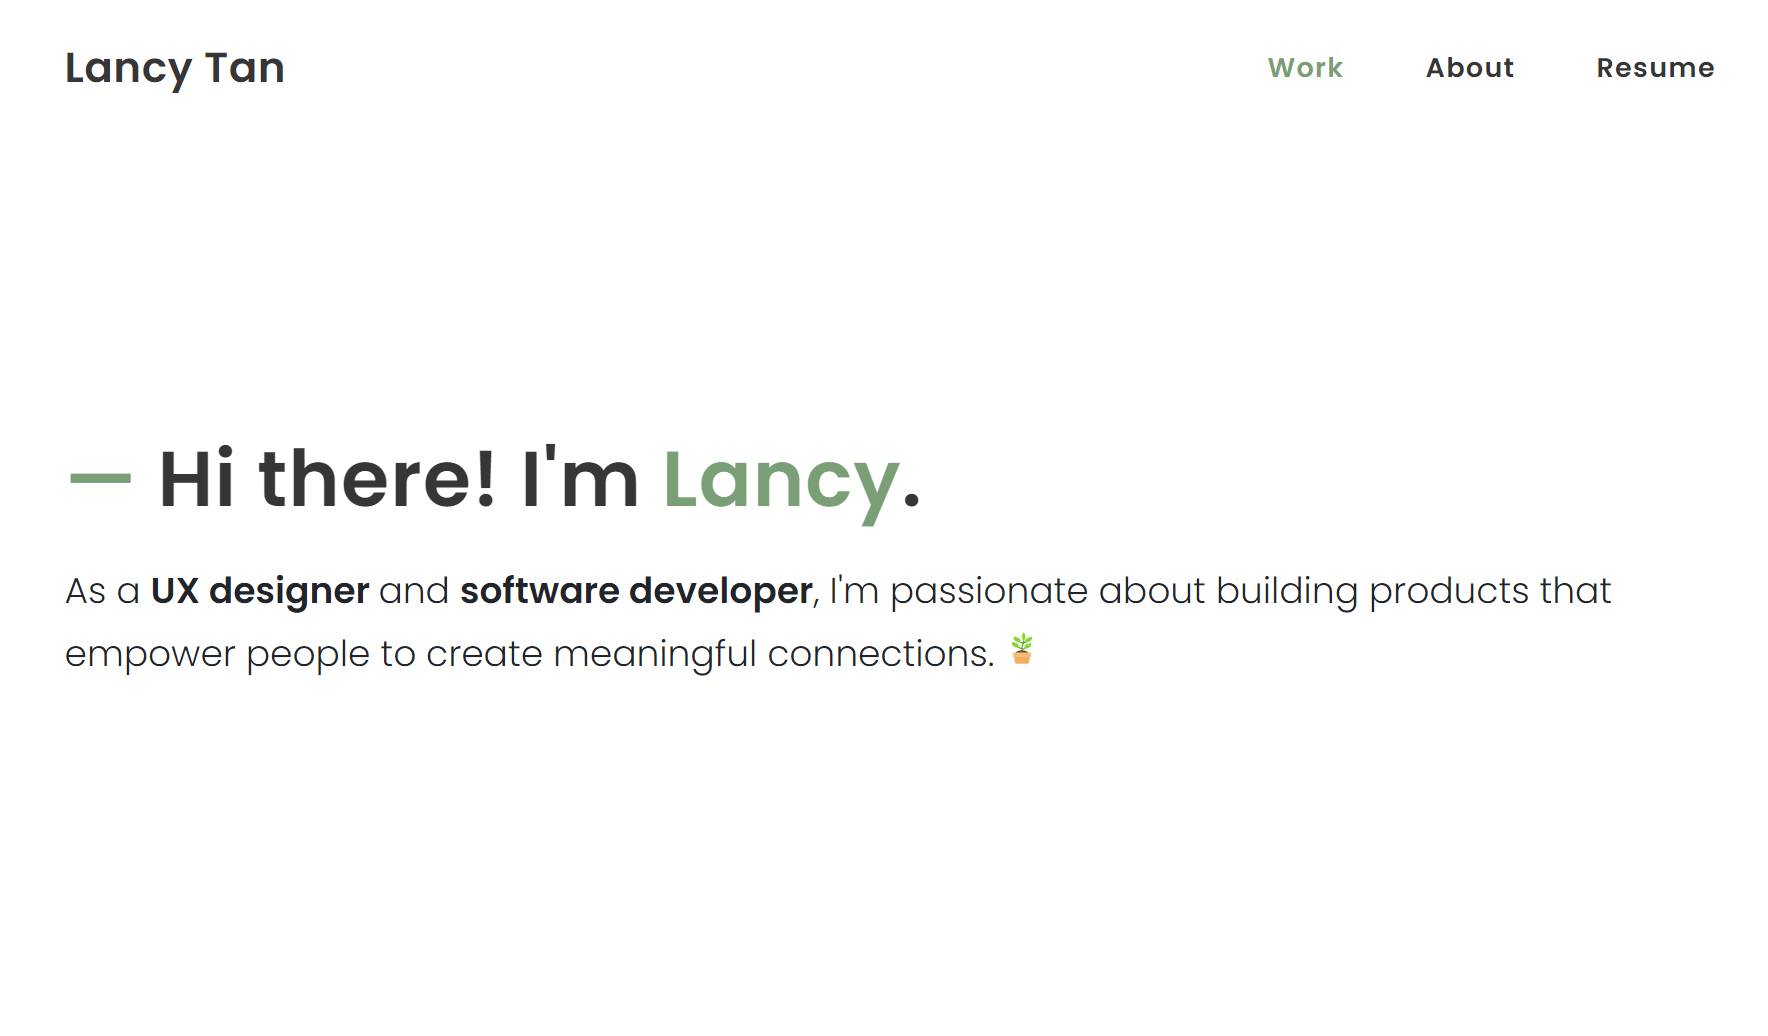 Lancy Tan
Work About Resume
— Hi there! I'm Lancy.
As a UX designer and software developer, I'm passionate about building products that
empower people to create meaningful connections. 🪴